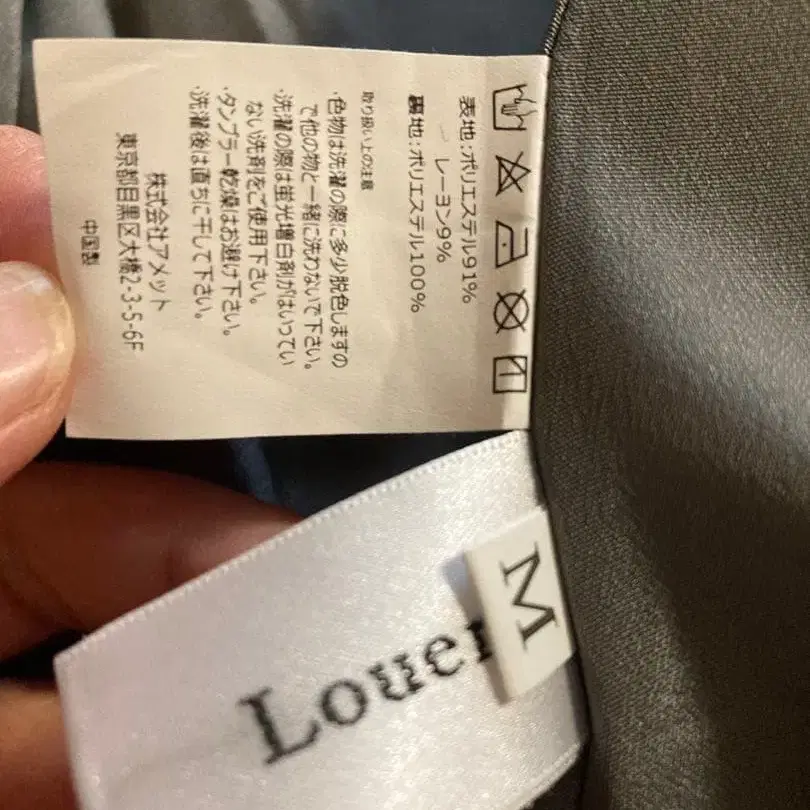 表地:ポリエステル91%
レーヨン9%
裏地:ポリエステル100%
取り扱い上の注意
・色物は洗濯の際に多少脱色しますの
で他の物と一緒に洗わないで下さい。
・洗濯の際は蛍光増白剤がはいってい
ない洗剤をご使用下さい。
・タンブラー乾燥はお避け下さい。
・洗濯後は直ちに干して下さい。
株式会社アメット
東京都目黒区大橋2-3-5-6F
中国製
M
Louer